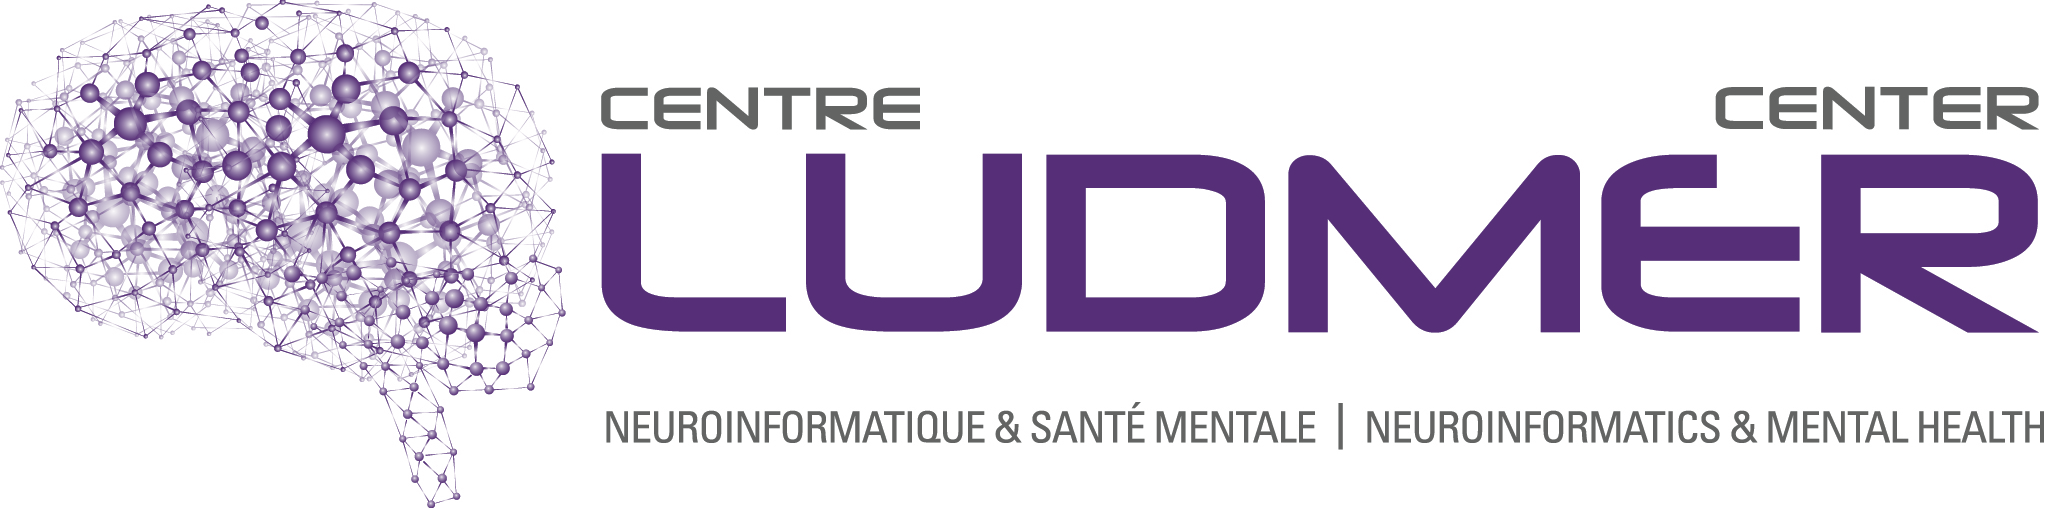 CENTRE CENTER
LUDMER
NEUROINFORMATIQUE & SANTÉ MENTALE | NEUROINFORMATICS & MENTAL HEALTH